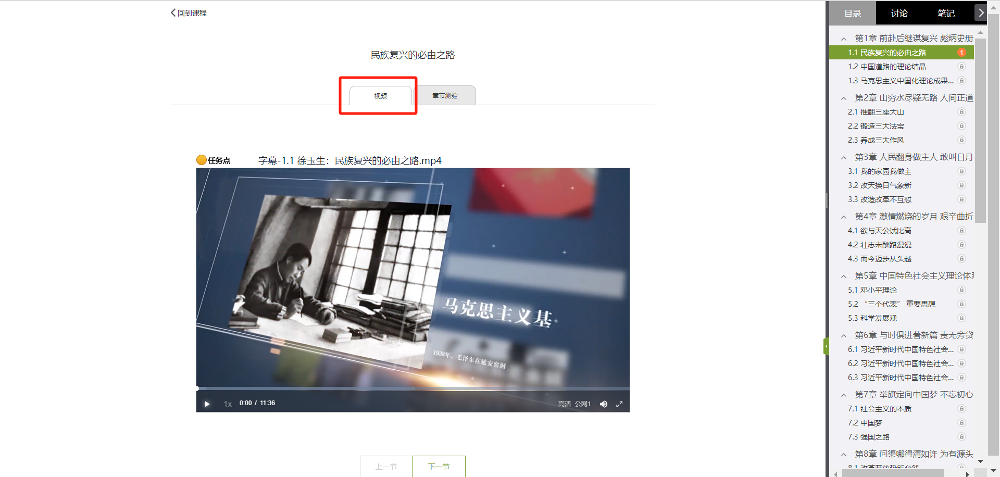 回到课程
民族复兴的必由之路
视频
章节测验
任务点
字幕-1.1 徐玉生：民族复兴的必由之路.mp4
马克思主义基
1938年，毛泽东在延安窑洞
1x 0:00 / 11:36
高清 公网1
上一节
下一节
目录
讨论
笔记
第1章 前赴后继谋复兴 彪炳史册
1.1 民族复兴的必由之路
1
1.2 中国道路的理论结晶
1.3 马克思主义中国化理论成果...
第2章 山穷水尽疑无路 人间正道
2.1 推翻三座大山
2.2 锻造三大法宝
2.3 养成三大作风
第3章 人民翻身做主人 敢叫日月
3.1 我的家园我做主
3.2 改天换日气象新
3.3 改造改革不互怼
第4章 激情燃烧的岁月 艰辛曲折
4.1 欲与天公试比高
4.2 壮志未酬路漫漫
4.3 而今迈步从头越
第5章 中国特色社会主义理论体系
5.1 邓小平理论
5.2 “三个代表” 重要思想
5.3 科学发展观
第6章 与时俱进著新篇 责无旁贷
6.1 习近平新时代中国特色社会...
6.2 习近平新时代中国特色社会...
6.3 习近平新时代中国特色社会...
第7章 举旗定向中国梦 不忘初心
7.1 社会主义的本质
7.2 中国梦
7.3 强国之路
第8章 问渠哪得清如许 为有源头
8.1 改革开放势所必然